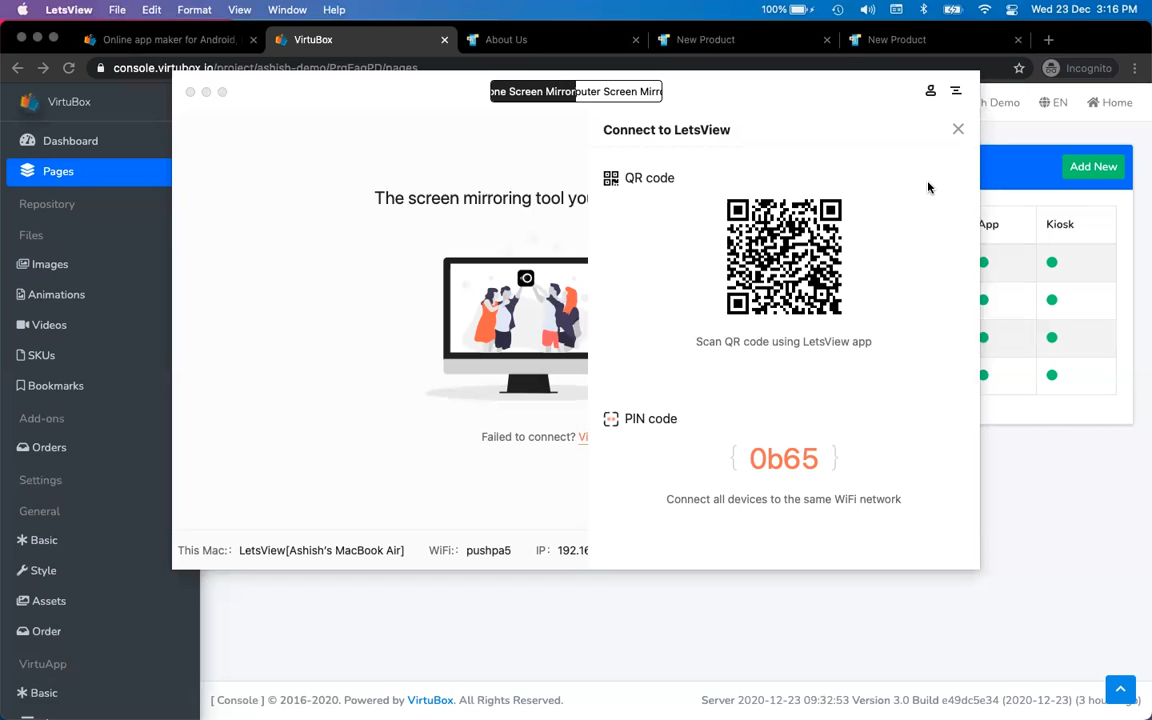 LetsView File Edit Format View Window Help 100% Wed 23 Dec 3:16 PM
Online app maker for Android, VirtuBox About Us New Product New Product
console.virtubox.io/project/ashish-demo/PrgFagPD/pages Incognito
VirtuBox Demo EN Home
Dashboard
Pages
Repository
Files
Images
Animations
Videos
SKUs
Bookmarks
Add-ons
Orders
Settings
General
Basic
Style
Assets
Order
VirtuApp
Basic
one Screen Mirror puter Screen Mirr
The screen mirroring tool yo
Failed to connect? Vi
This Mac: LetsView[Ashish's MacBook Air] WiFi: pushpa5 IP: 192.16
Connect to LetsView
QR code
Scan QR code using LetsView app
PIN code
{ 0b65 }
Connect all devices to the same WiFi network
Add New
App Kiosk
[ Console ] © 2016-2020. Powered by VirtuBox. All Rights Reserved.
Server 2020-12-23 09:32:53 Version 3.0 Build e49dc5e34 (2020-12-23) (3 hour